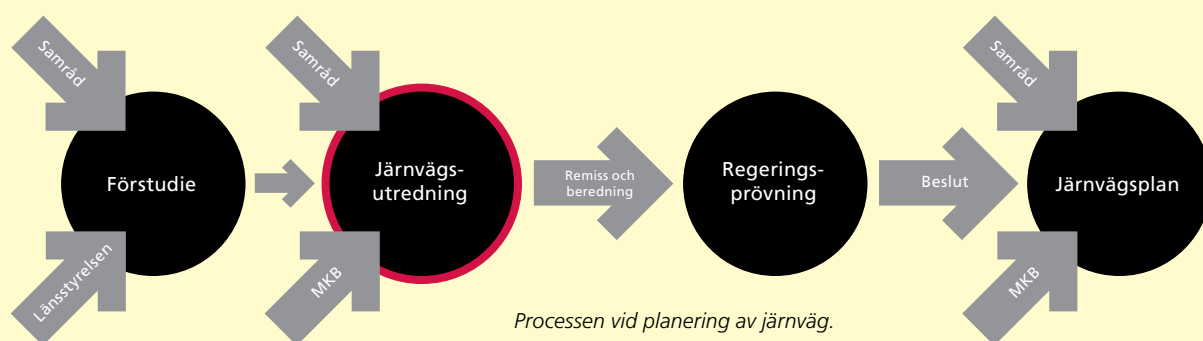 Samråd
Länsstyrelsen
Förstudie
Samråd
MKB
Järnvägs-
utredning
Remiss och
beredning
Regerings-
prövning
Beslut
Samråd
MKB
Järnvägsplan
Processen vid planering av järnväg.